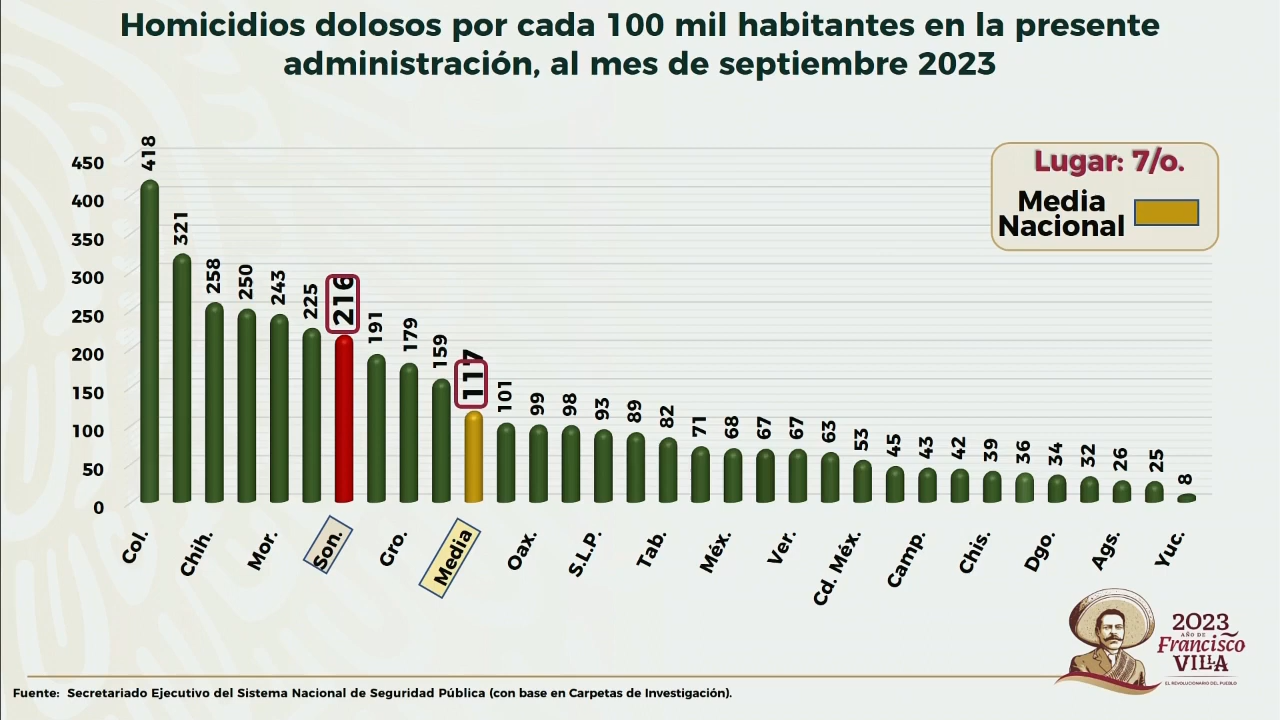 Homicidios dolosos por cada 100 mil habitantes en la presente
administración, al mes de septiembre 2023
Lugar: 7/o.
Media
Nacional
450
400
350
300
250
200
150
100
50
0
418
321
258
250
243
225
216
191
179
159
117
101
99
98
93
89
82
71
68
67
67
63
53
45
43
42
39
36
34
32
26
25
8
Col.
Chih.
Mor.
Son.
Gro.
Media
Oax.
S.L.P.
Tab.
Méx.
Ver.
Cd. Méx.
Camp.
Chis.
Dgo.
Ags.
Yuc.
2023
AÑO DE
Francisco
VILLA
EL REVOLUCIONARIO DEL PUEBLO
Fuente: Secretariado Ejecutivo del Sistema Nacional de Seguridad Pública (con base en Carpetas de Investigación).